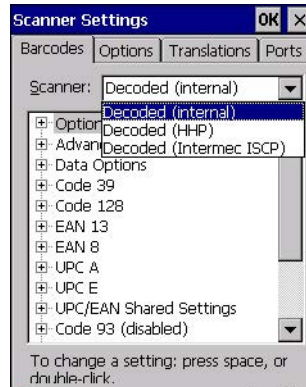 Scanner Settings OK ×
Barcodes Options Translations Ports
Scanner: Decoded (internal)
Decoded (internal)
Decoded (HHP)
Decoded (Intermec ISCP)
Option
Advan
Data Options
Code 39
Code 128
EAN 13
EAN 8
UPC A
UPC E
UPC/EAN Shared Settings
Code 93 (disabled)
To change a setting: press space, or
double-click.